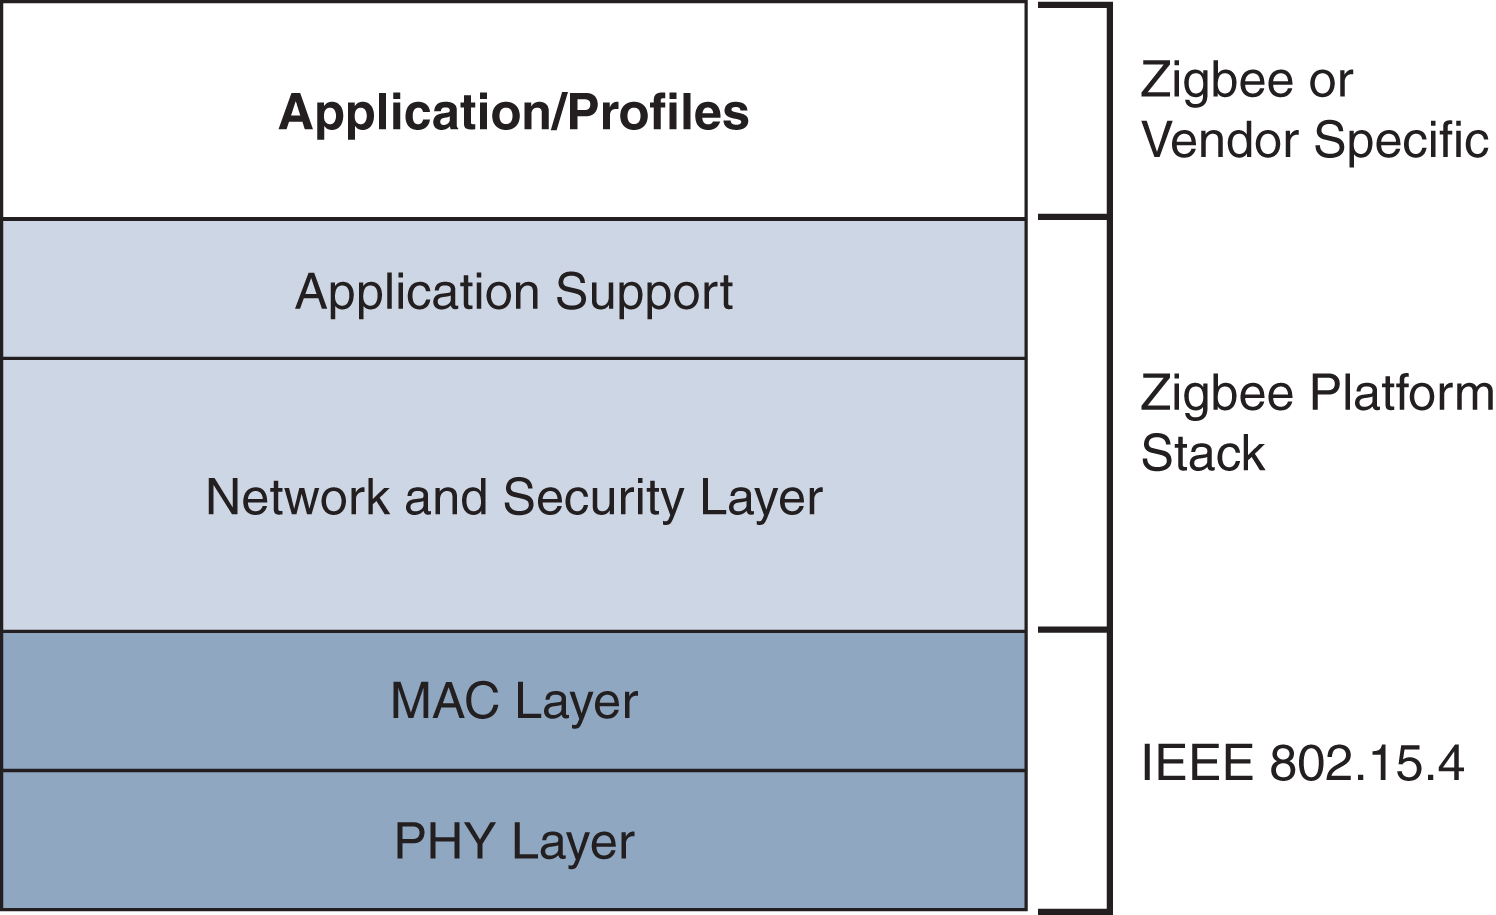 Application/Profiles
Zigbee or
Vendor Specific
Application Support
Network and Security Layer
Zigbee Platform
Stack
MAC Layer
PHY Layer
IEEE 802.15.4